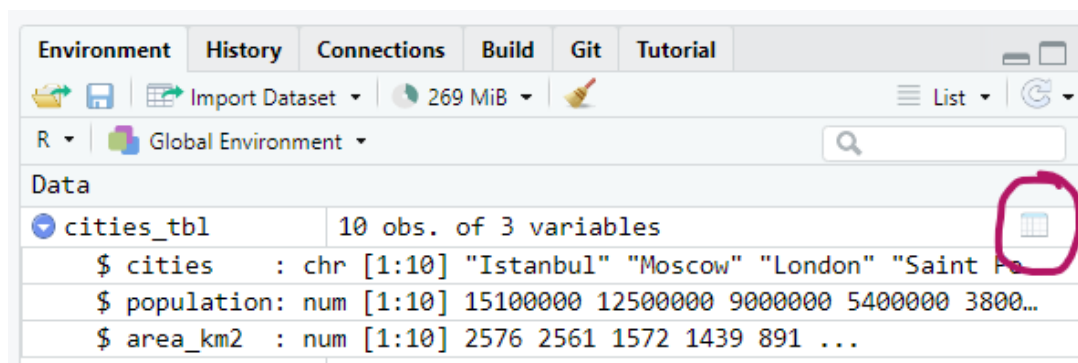 Environment History Connections Build Git Tutorial
Import Dataset 269 MiB List
R Global Environment
Data
cities_tbl 10 obs. of 3 variables
$ cities : chr [1:10] "Istanbul" "Moscow" "London" "Saint Pe…
$ population: num [1:10] 15100000 12500000 9000000 5400000 3800…
$ area_km2 : num [1:10] 2576 2561 1572 1439 891 ...